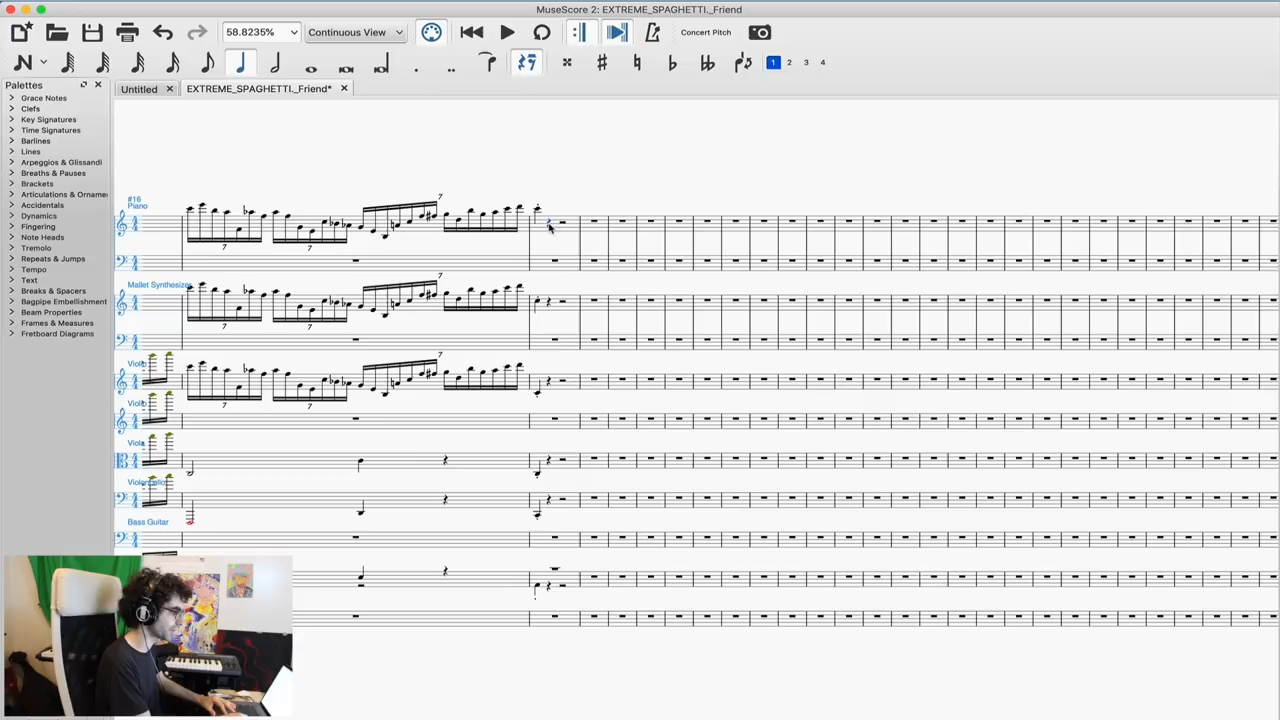 MuseScore 2: EXTREME_SPAGHETTI._Friend
58.8235%
Continuous View
Concert Pitch
1 2 3 4
Palettes
Untitled
EXTREME_SPAGHETTI._Friend*
Grace Notes
Clefs
Key Signatures
Time Signatures
Barlines
Lines
Arpeggios & Glissandi
Breaths & Pauses
Brackets
Articulations & Orname
Accidentals
Dynamics
Fingering
Note Heads
Tremolo
Repeats & Jumps
Tempo
Text
Breaks & Spacers
Bagpipe Embellishment
Beam Properties
Frames & Measures
Fretboard Diagrams
#16
Piano
7
7
7
Mallet Synthesizer
7
7
7
Violin
7
7
7
Violin
Viola
Violoncello
Bass Guitar